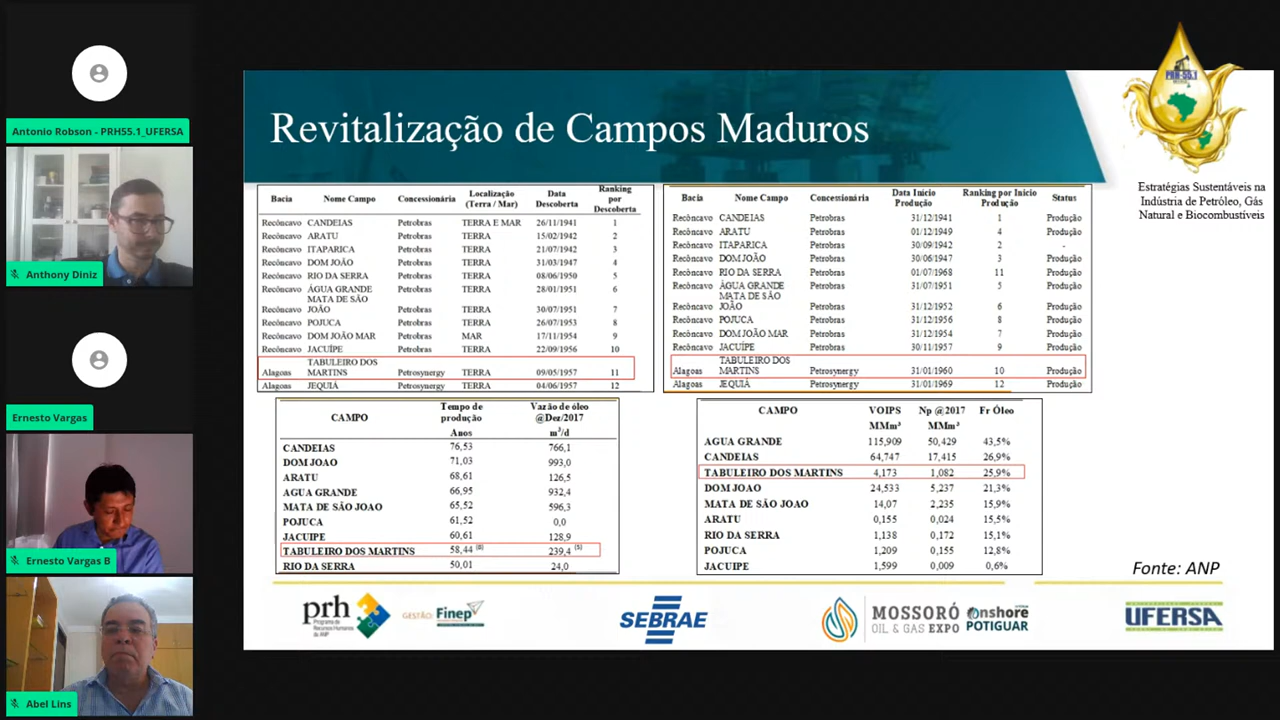 Antonio Robson - PRH55.1_UFERSA
Anthony Diniz
Ernesto Vargas
Ernesto Vargas B
Abel Lins
Revitalização de Campos Maduros
PRH-55.1
Estratégias Sustentáveis na
Indústria de Petróleo, Gás
Natural e Biocombustíveis
Bacia Nome Campo Concessionária Localização (Terra / Mar) Data Descoberta Ranking por Descoberta
Recôncavo CANDEIAS Petrobras TERRA E MAR 26/11/1941 1
Recôncavo ARATU Petrobras TERRA 15/02/1942 2
Recôncavo ITAPARICA Petrobras TERRA 21/07/1942 3
Recôncavo DOM JOÃO Petrobras TERRA 31/03/1947 4
Recôncavo RIO DA SERRA Petrobras TERRA 08/06/1950 5
Recôncavo ÁGUA GRANDE Petrobras TERRA 28/01/1951 6
MATA DE SÃO
Recôncavo JOÃO Petrobras TERRA 30/07/1951 7
Recôncavo POJUCA Petrobras TERRA 26/07/1953 8
Recôncavo DOM JOÃO MAR Petrobras MAR 17/11/1954 9
Recôncavo JACUÍPE Petrobras TERRA 22/09/1956 10
TABULEIRO DOS
Alagoas MARTINS Petrosynergy TERRA 09/05/1957 11
Alagoas JEQUIÁ Petrosynergy TERRA 04/06/1957 12
Bacia Nome Campo Concessionária Data Início Produção Ranking por Início Produção Status
Recôncavo CANDEIAS Petrobras 31/12/1941 1 Produção
Recôncavo ARATU Petrobras 01/12/1949 4 Produção
Recôncavo ITAPARICA Petrobras 30/09/1942 2 -
Recôncavo DOM JOÃO Petrobras 30/06/1947 3 Produção
Recôncavo RIO DA SERRA Petrobras 01/07/1968 11 Produção
Recôncavo ÁGUA GRANDE Petrobras 31/07/1951 5 Produção
MATA DE SÃO
Recôncavo JOÃO Petrobras 31/12/1952 6 Produção
Recôncavo POJUCA Petrobras 31/12/1956 8 Produção
Recôncavo DOM JOÃO MAR Petrobras 31/12/1954 7 Produção
Recôncavo JACUÍPE Petrobras 30/11/1957 9 Produção
TABULEIRO DOS
Alagoas MARTINS Petrosynergy 31/01/1960 10 Produção
Alagoas JEQUIÁ Petrosynergy 31/01/1969 12 Produção
CAMPO Tempo de produção Vazão de óleo @Dez/2017
Anos m³/d
CANDEIAS 76,53 766,1
DOM JOAO 71,03 993,0
ARATU 68,61 126,5
AGUA GRANDE 66,95 932,4
MATA DE SÃO JOAO 65,52 596,3
POJUCA 61,52 0,0
JACUIPE 60,61 128,9
TABULEIRO DOS MARTINS 58,44 (8) 239,4 (5)
RIO DA SERRA 50,01 24,0
CAMPO VOIPS Np @2017 Fr Óleo
MMm³ MMm³
AGUA GRANDE 115,909 50,429 43,5%
CANDEIAS 64,747 17,415 26,9%
TABULEIRO DOS MARTINS 4,173 1,082 25,9%
DOM JOAO 24,533 5,237 21,3%
MATA DE SÃO JOAO 14,07 2,235 15,9%
ARATU 0,155 0,024 15,5%
RIO DA SERRA 1,138 0,172 15,1%
POJUCA 1,209 0,155 12,8%
JACUIPE 1,599 0,009 0,6%
Fonte: ANP
prh
Programa de
Recursos Humanos
da ANP
GESTÃO: Finep
SEBRAE
MOSSORÓ
OIL & GAS EXPO
Onshore
POTIGUAR
UFERSA